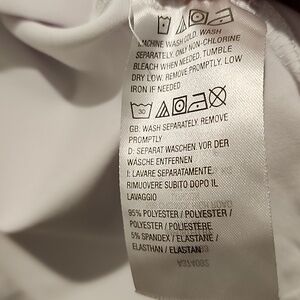 MACHINE WASH COLD. WASH
SEPARATELY. ONLY NON-CHLORINE
BLEACH WHEN NEEDED. TUMBLE
DRY LOW. REMOVE PROMPTLY. LOW
IRON IF NEEDED
30
GB: WASH SEPARATELY. REMOVE
PROMPTLY
D: SEPARAT WASCHEN VOR DER
WÄSCHE ENTFERNEN
I: LAVARE SEPARATAMENTE.
RIMUOVERE SUBITO DOPO IL
LAVAGGIO
95% POLYESTER / POLYESTER /
POLYESTER / POLIESTERE
5% SPANDEX / ELASTANE /
ELASTHAN / ELASTAN